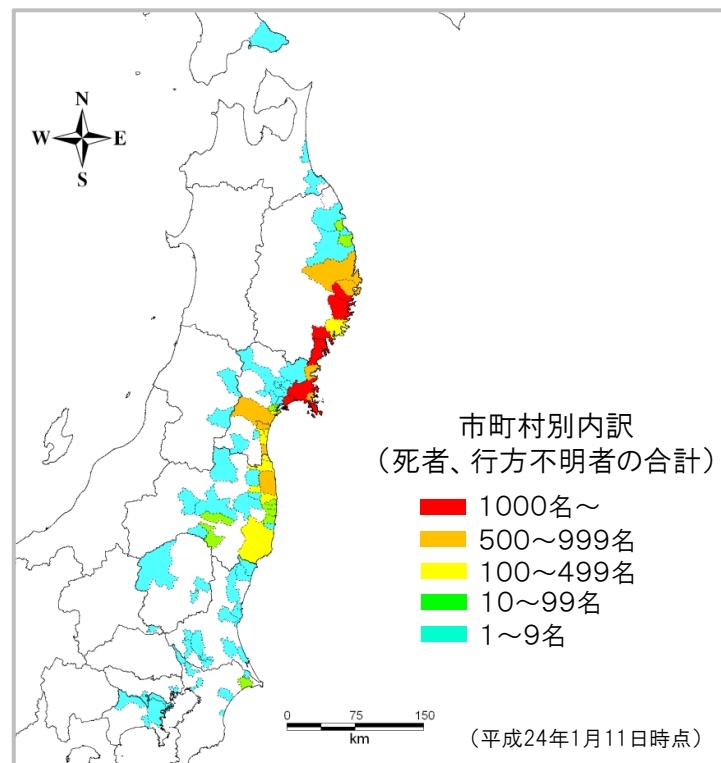 N
W E
S
市町村別内訳
（死者、行方不明者の合計）
1000名～
500～999名
100～499名
10～99名
1～9名
0 75 150
km
（平成24年1月11日時点）